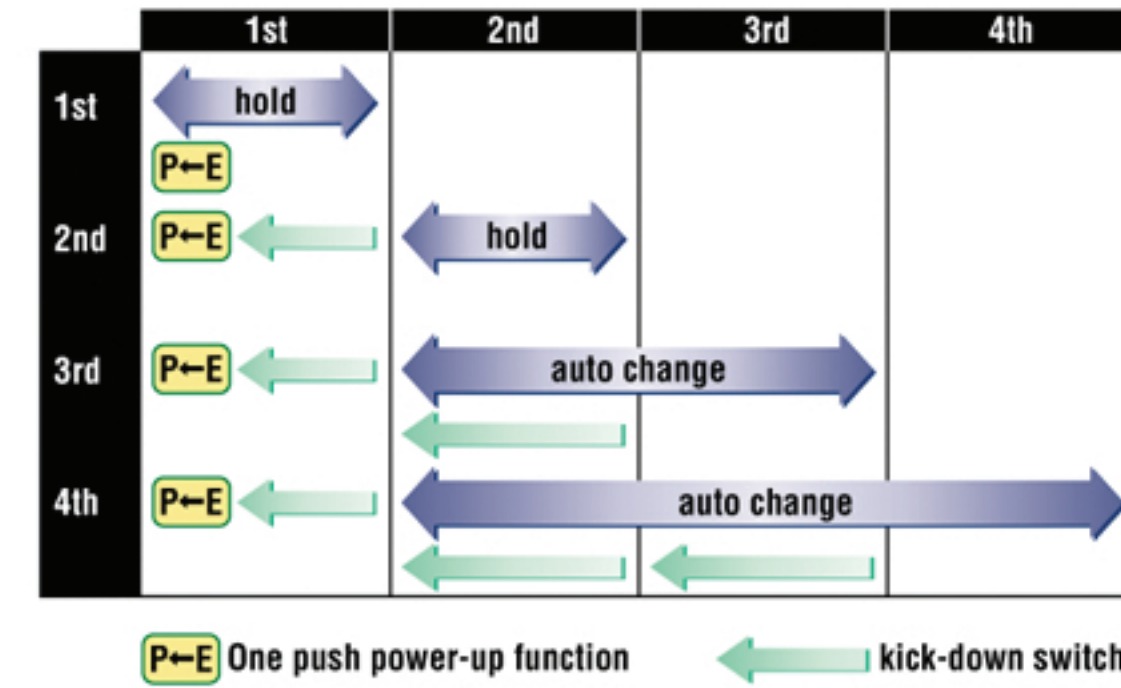 1st 2nd 3rd 4th
1st hold
P←E
2nd P←E hold
3rd P←E auto change
4th P←E auto change
P←E One push power-up function kick-down switch